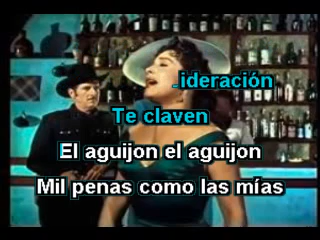 ideración
Te claven
El aguijon el aguijon
Mil penas como las mías